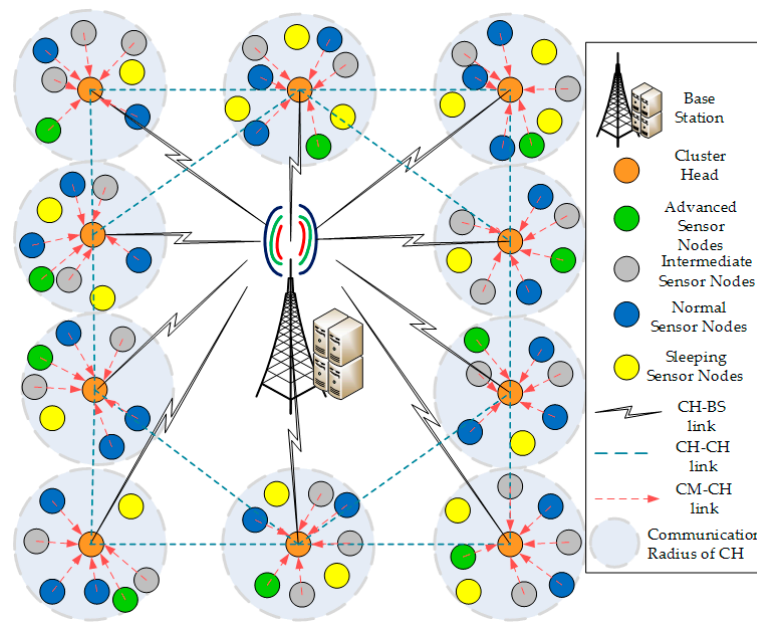 Base
Station
Cluster
Head
Advanced
Sensor
Nodes
Intermediate
Sensor Nodes
Normal
Sensor Nodes
Sleeping
Sensor Nodes
CH-BS
link
CH-CH
link
CM-CH
link
Communication
Radius of CH